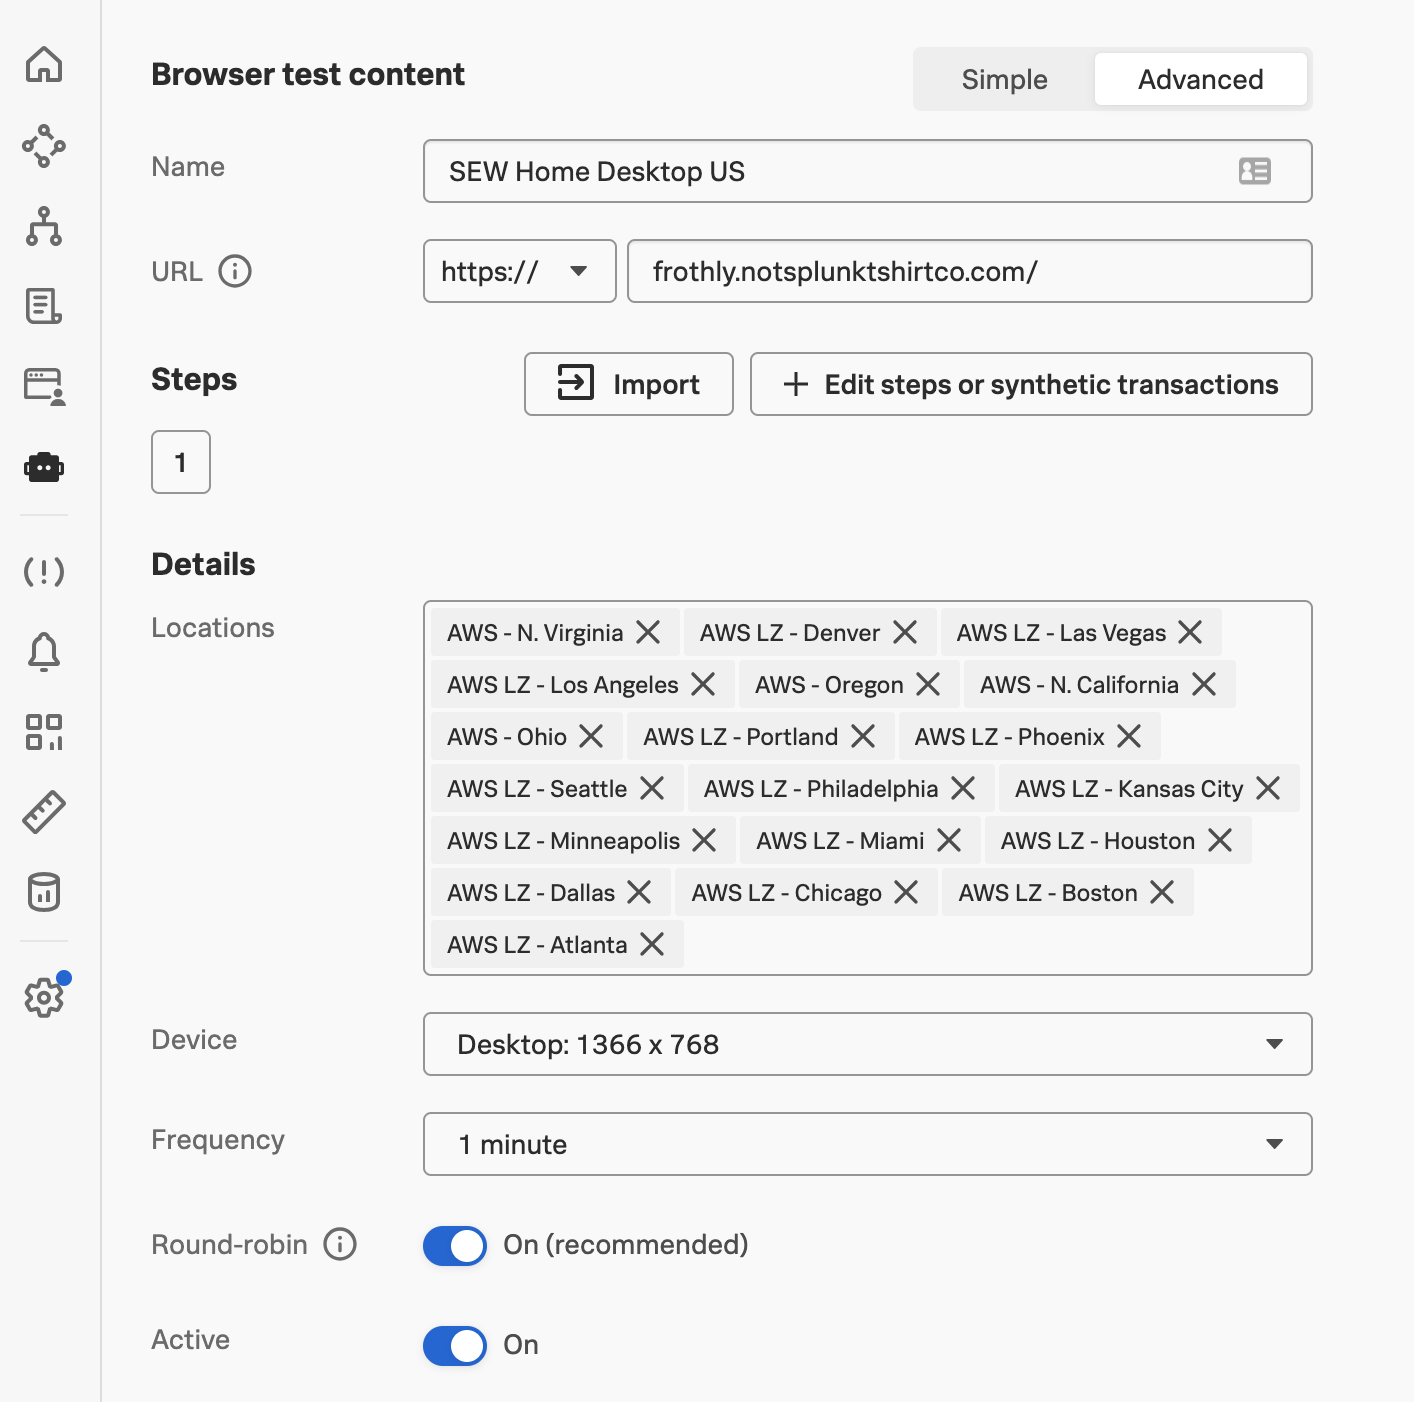 Browser test content
Simple Advanced
Name SEW Home Desktop US
URL https:// frothly.notsplunktshirtco.com/
Steps Import + Edit steps or synthetic transactions
1
Details
Locations AWS - N. Virginia AWS LZ - Denver AWS LZ - Las Vegas
AWS LZ - Los Angeles AWS - Oregon AWS - N. California
AWS - Ohio AWS LZ - Portland AWS LZ - Phoenix
AWS LZ - Seattle AWS LZ - Philadelphia AWS LZ - Kansas City
AWS LZ - Minneapolis AWS LZ - Miami AWS LZ - Houston
AWS LZ - Dallas AWS LZ - Chicago AWS LZ - Boston
AWS LZ - Atlanta
Device Desktop: 1366 x 768
Frequency 1 minute
Round-robin On (recommended)
Active On